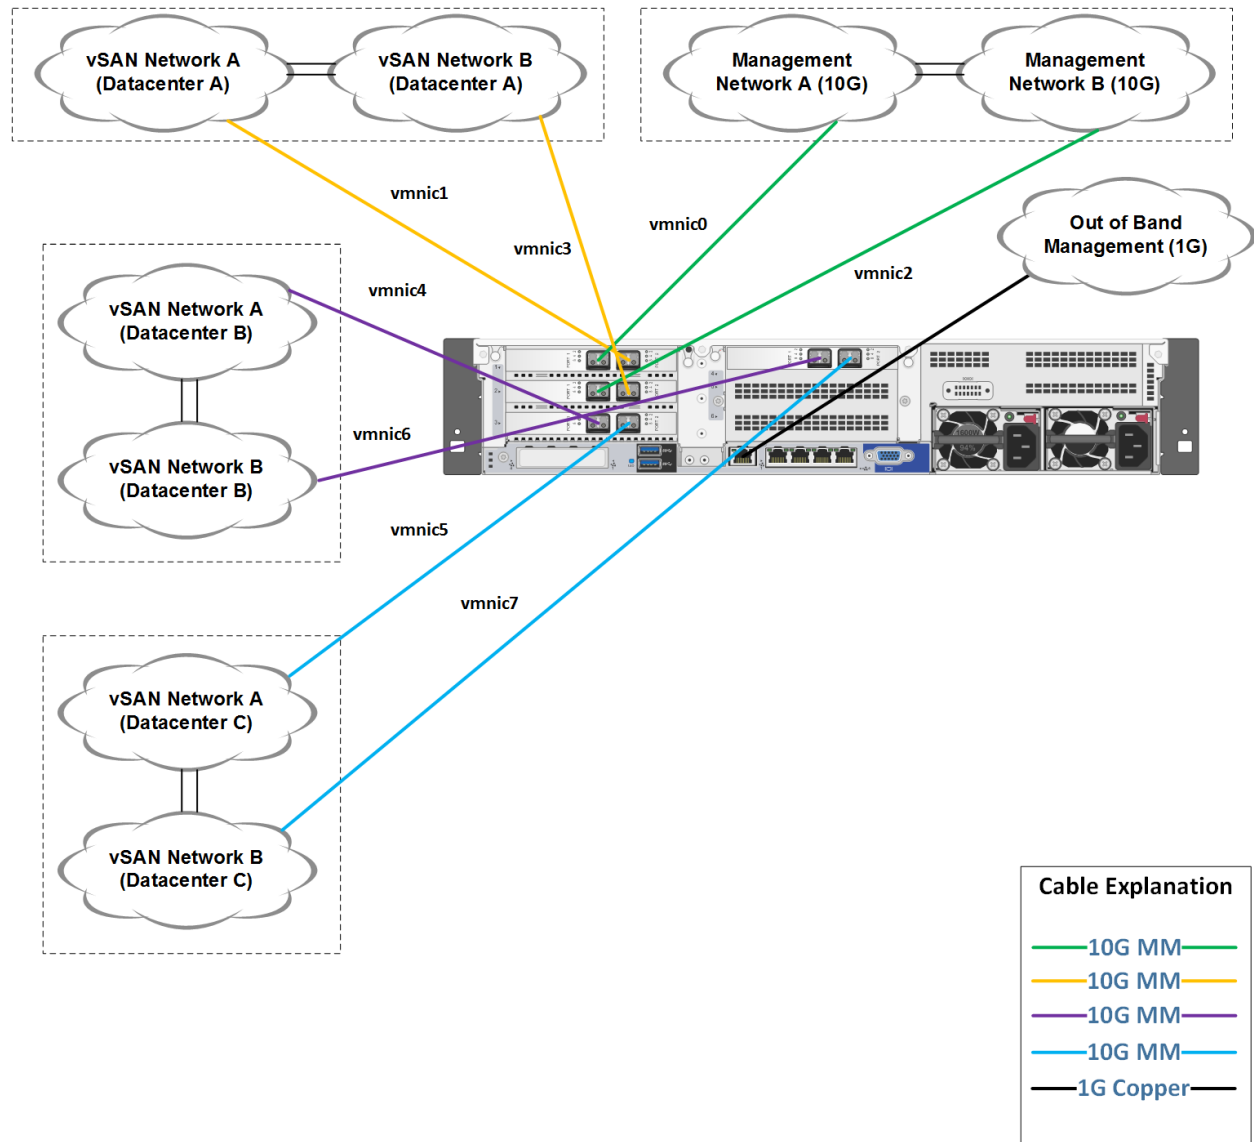 vSAN Network A
(Datacenter A)
vSAN Network B
(Datacenter A)
Management
Network A (10G)
Management
Network B (10G)
vmnic1
vmnic3
vmnic0
vmnic2
Out of Band
Management (1G)
vSAN Network A
(Datacenter B)
vmnic4
vmnic6
vSAN Network B
(Datacenter B)
vmnic5
vmnic7
vSAN Network A
(Datacenter C)
vSAN Network B
(Datacenter C)
Cable Explanation
10G MM
10G MM
10G MM
10G MM
1G Copper